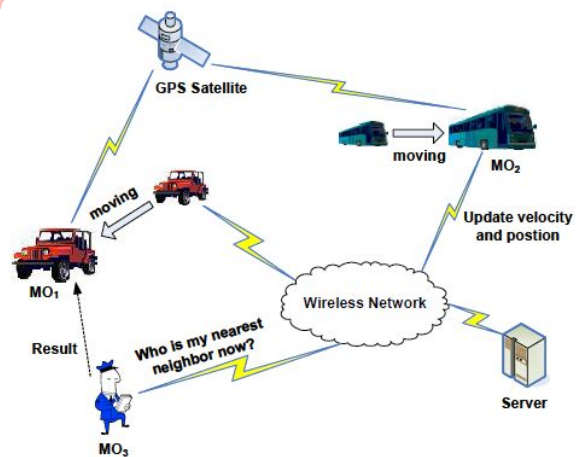 GPS Satellite
moving
MO2
moving
Update velocity
and postion
MO1
Wireless Network
Who is my nearest
neighbor now?
Result
Server
MO3